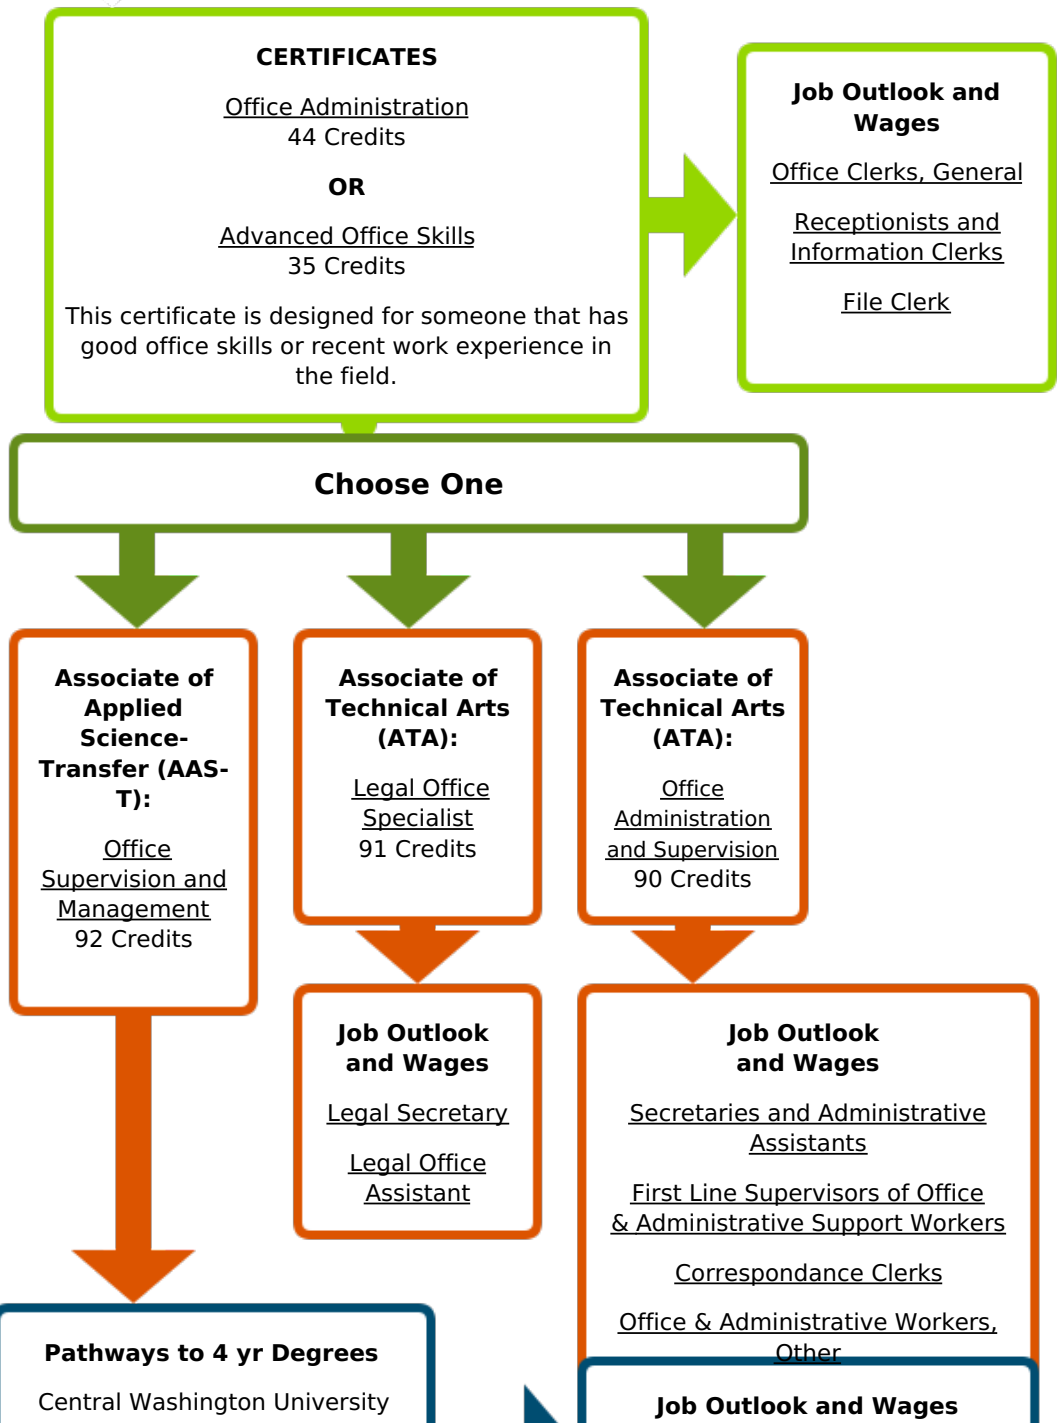 CERTIFICATES
Office Administration
44 Credits
OR
Advanced Office Skills
35 Credits
This certificate is designed for someone that has
good office skills or recent work experience in
the field.
Job Outlook and
Wages
Office Clerks, General
Receptionists and
Information Clerks
File Clerk
Choose One
Associate of
Applied
Science-
Transfer (AAS-
T):
Office
Supervision and
Management
92 Credits
Associate of
Technical Arts
(ATA):
Legal Office
Specialist
91 Credits
Associate of
Technical Arts
(ATA):
Office
Administration
and Supervision
90 Credits
Job Outlook
and Wages
Legal Secretary
Legal Office
Assistant
Job Outlook
and Wages
Secretaries and Administrative
Assistants
First Line Supervisors of Office
& Administrative Support Workers
Correspondance Clerks
Office & Administrative Workers,
Other
Pathways to 4 yr Degrees
Central Washington University
Job Outlook and Wages